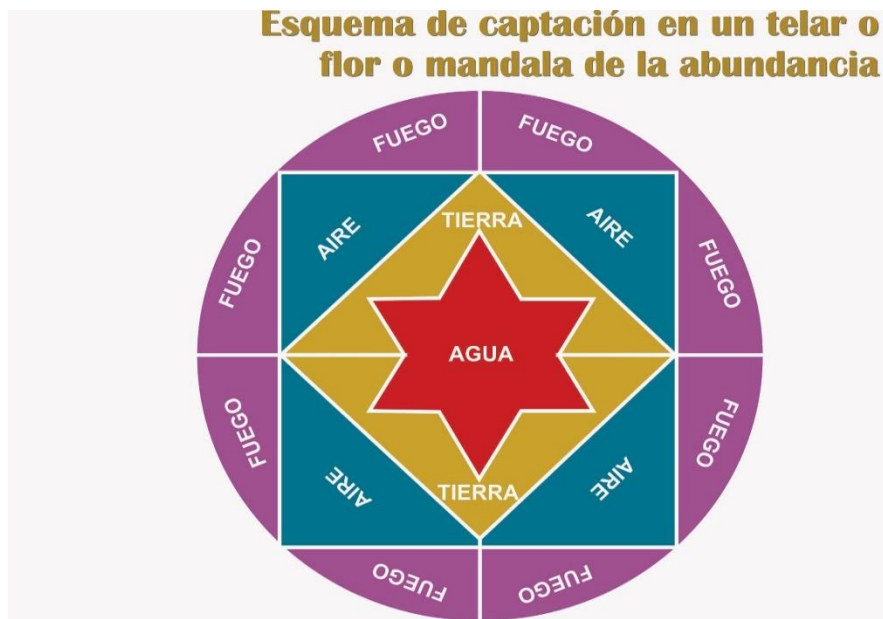 Esquema de captación en un telar o
flor o mandala de la abundancia
FUEGO
FUEGO
TIERRA
AIRE
AIRE
FUEGO
FUEGO
AGUA
FUEGO
FUEGO
AIRE
AIRE
TIERRA
FUEGO
FUEGO